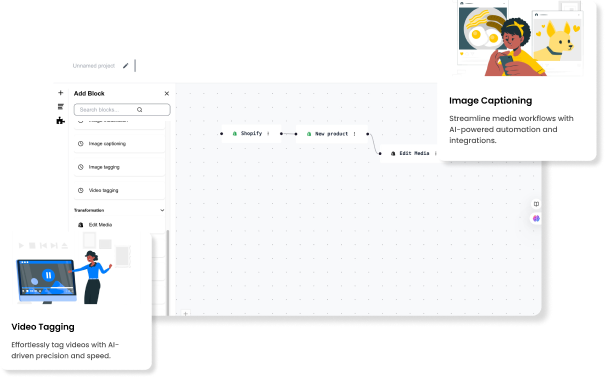 Unnamed project
Add Block
Search blocks...
Image captioning
Image tagging
Video tagging
Transformation
Edit Media
Shopify
New product
Edit Media
Image Captioning
Streamline media workflows with
AI-powered automation and
integrations.
Video Tagging
Effortlessly tag videos with AI-
driven precision and speed.